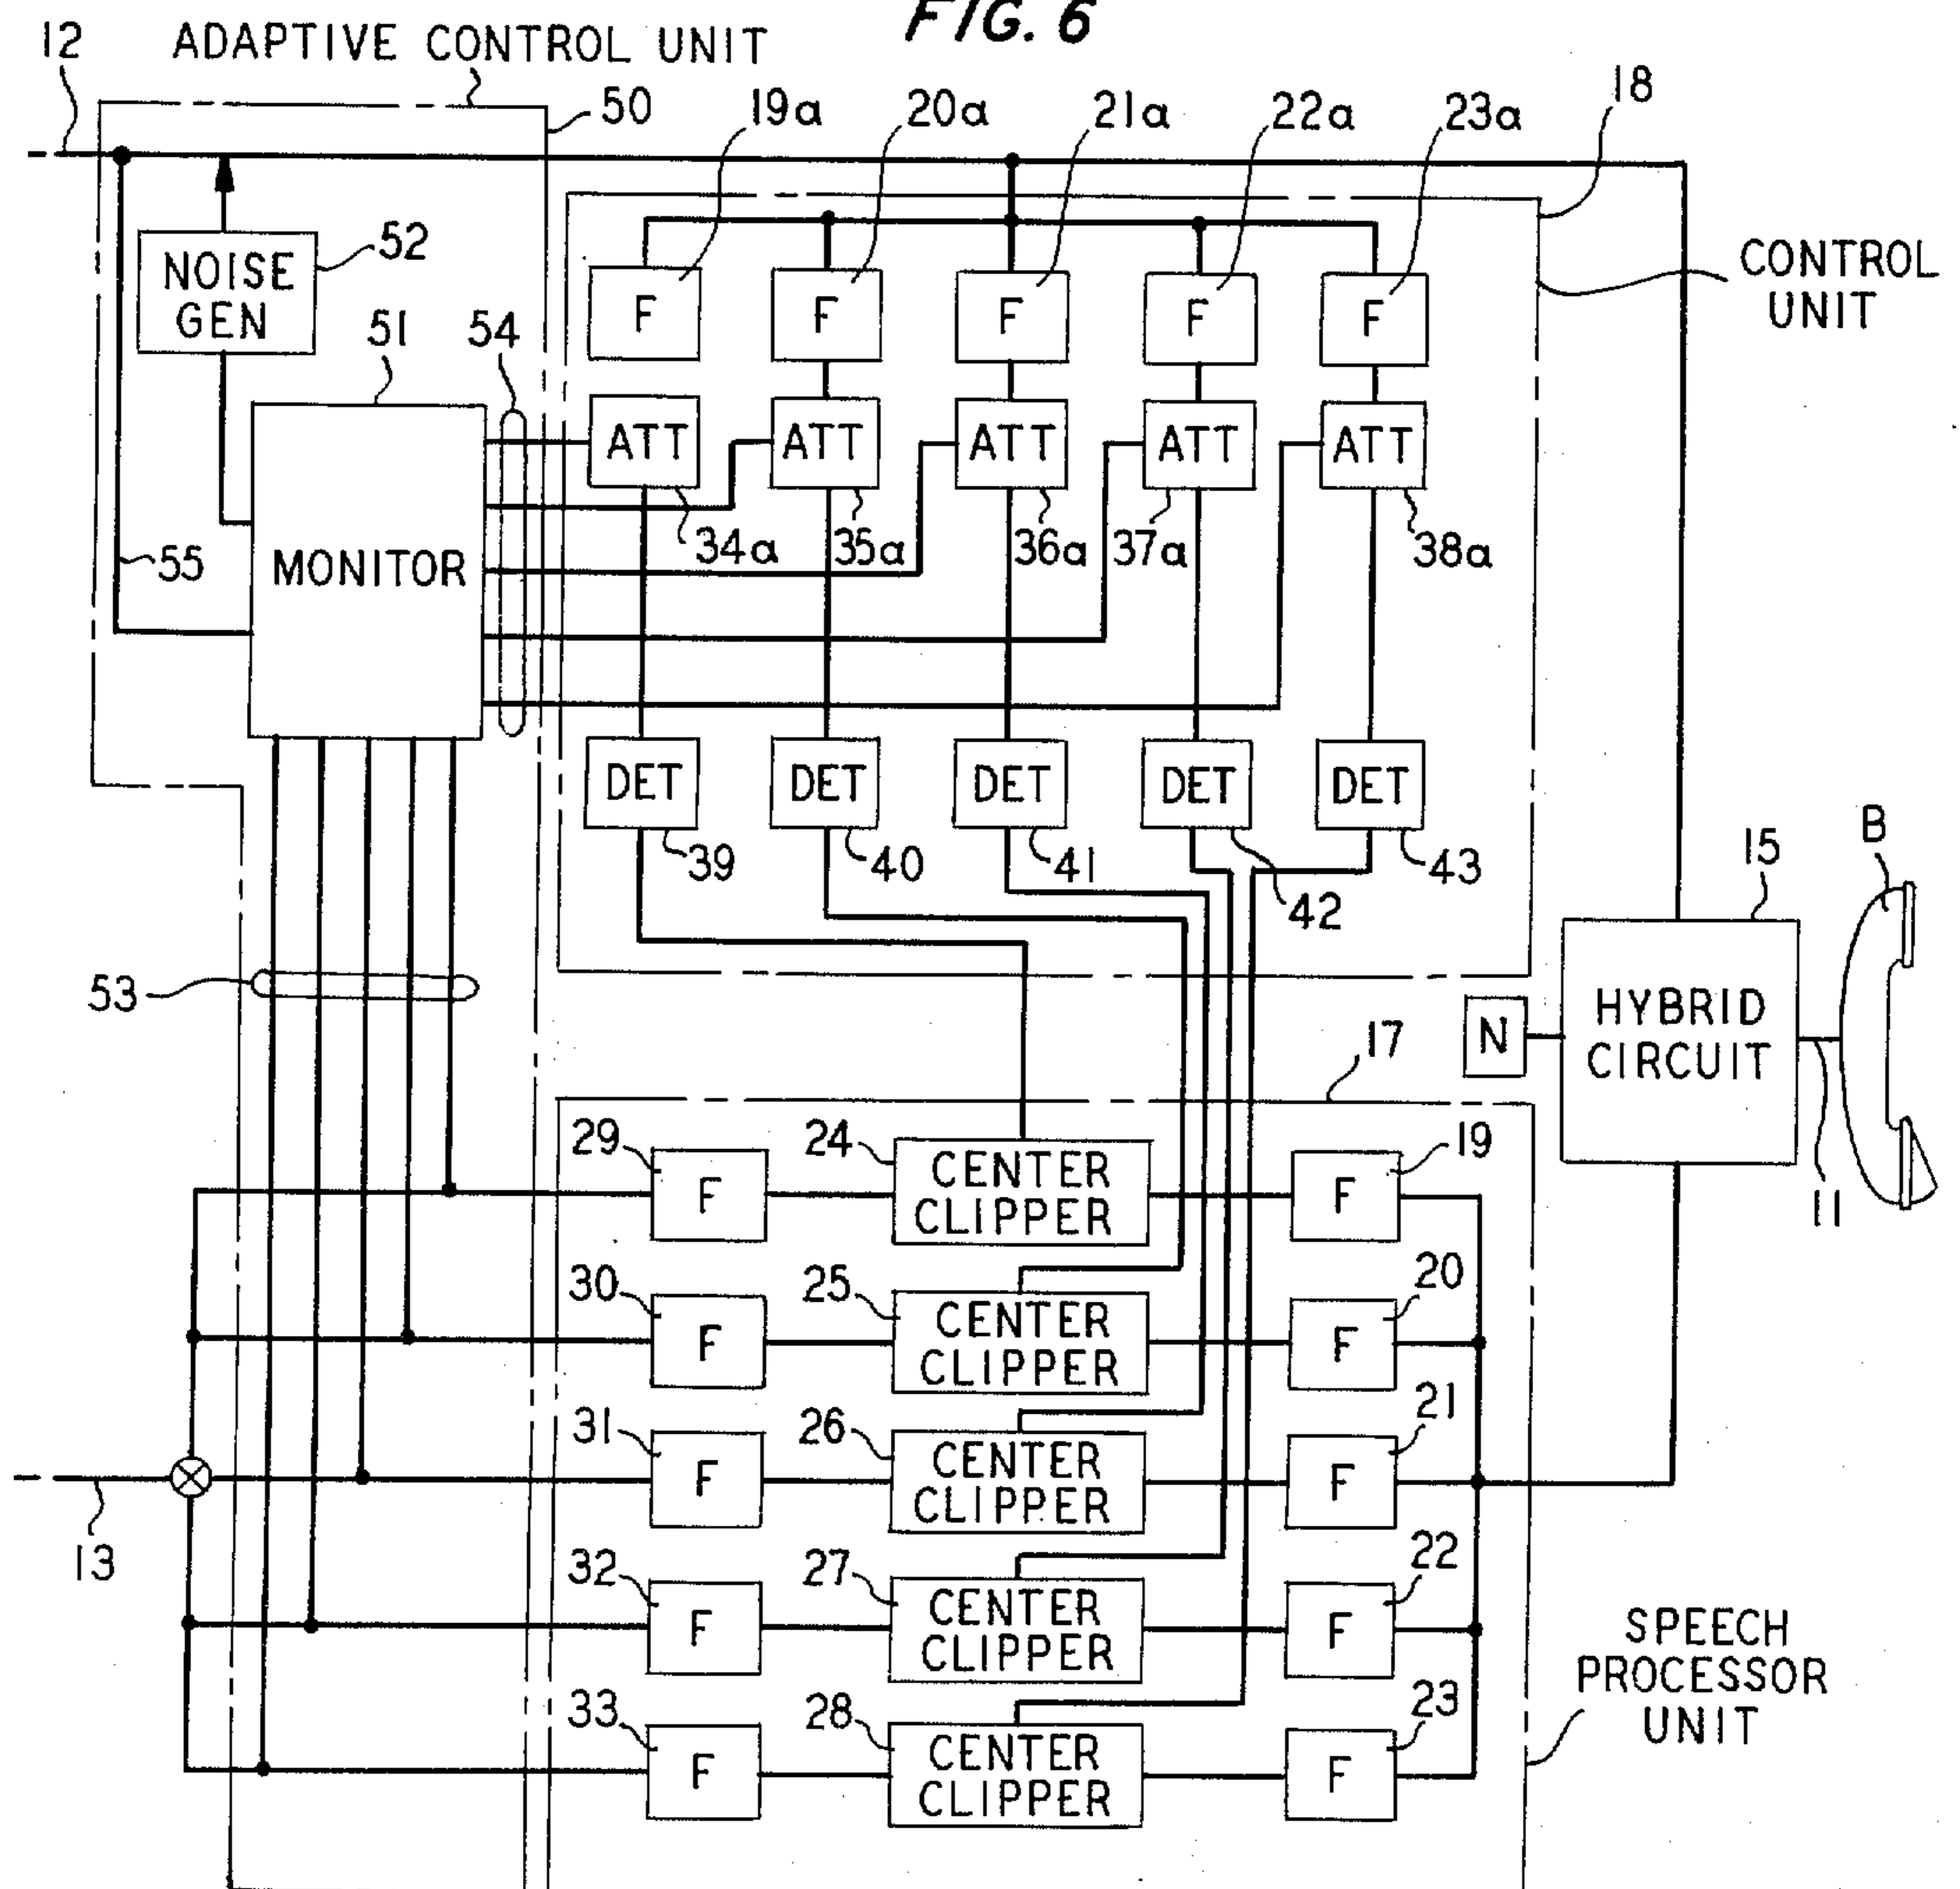 FIG. 6
12 ADAPTIVE CONTROL UNIT
50 19a 20a 21a 22a 23a 18
NOISE GEN 52
CONTROL UNIT
F F F F F
51 54
ATT ATT ATT ATT ATT
34a 35a 36a 37a 38a
55 MONITOR
DET DET DET DET DET
39 40 41 42 43
B
15
53
N
HYBRID CIRCUIT
11
17
29 F 24 CENTER CLIPPER F 19
30 F 25 CENTER CLIPPER F 20
31 F 26 CENTER CLIPPER F 21
13
32 F 27 CENTER CLIPPER F 22
33 F 28 CENTER CLIPPER F 23
SPEECH PROCESSOR UNIT